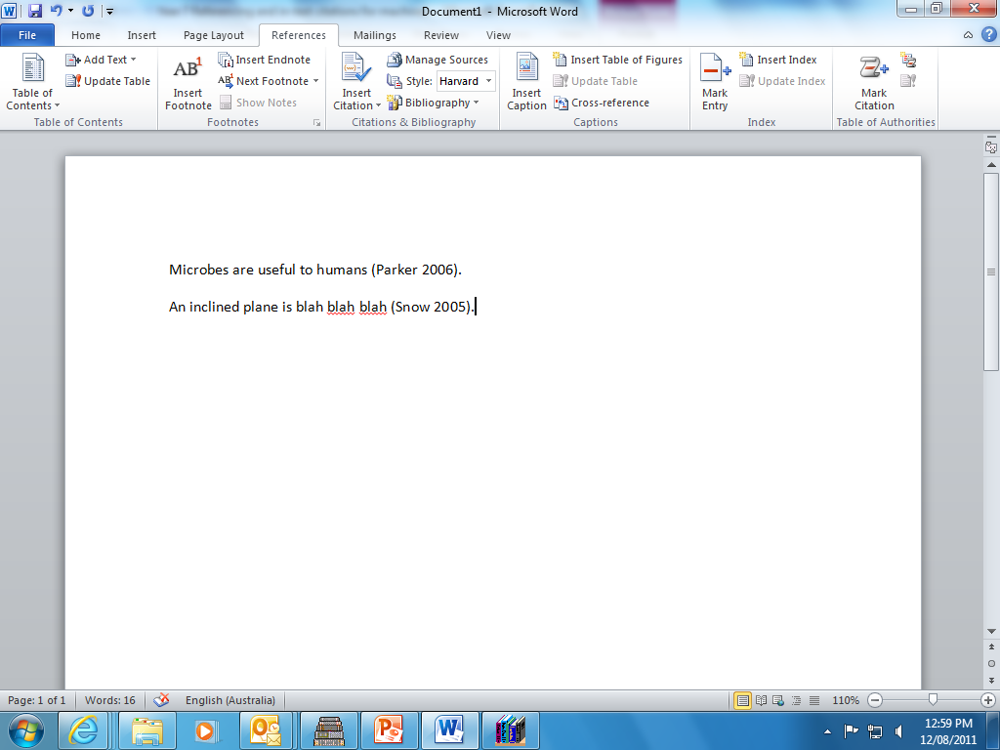 Document1 - Microsoft Word
File Home Insert Page Layout References Mailings Review View
Table of Contents
Add Text
Update Table
Table of Contents
AB1
Insert Footnote
Insert Endnote
Next Footnote
Show Notes
Footnotes
Insert Citation
Manage Sources
Style: Harvard
Bibliography
Citations & Bibliography
Insert Caption
Insert Table of Figures
Update Table
Cross-reference
Captions
Mark Entry
Insert Index
Update Index
Index
Mark Citation
Table of Authorities
Microbes are useful to humans (Parker 2006).
An inclined plane is blah blah blah (Snow 2005).
Page: 1 of 1 Words: 16 English (Australia) 110%
12:59 PM
12/08/2011